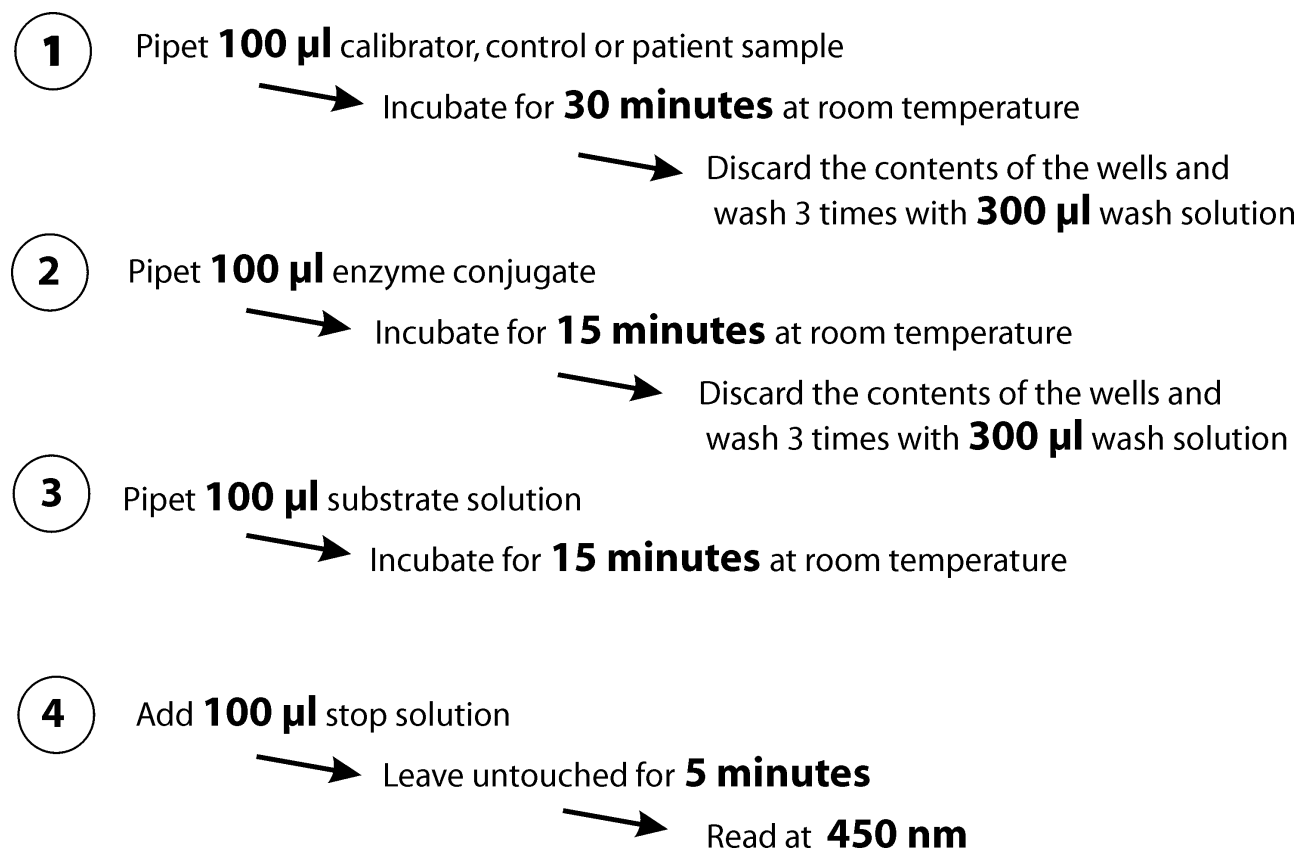 1 Pipet 100 µl calibrator, control or patient sample
Incubate for 30 minutes at room temperature
Discard the contents of the wells and
wash 3 times with 300 µl wash solution
2 Pipet 100 µl enzyme conjugate
Incubate for 15 minutes at room temperature
Discard the contents of the wells and
wash 3 times with 300 µl wash solution
3 Pipet 100 µl substrate solution
Incubate for 15 minutes at room temperature
4 Add 100 µl stop solution
Leave untouched for 5 minutes
Read at 450 nm